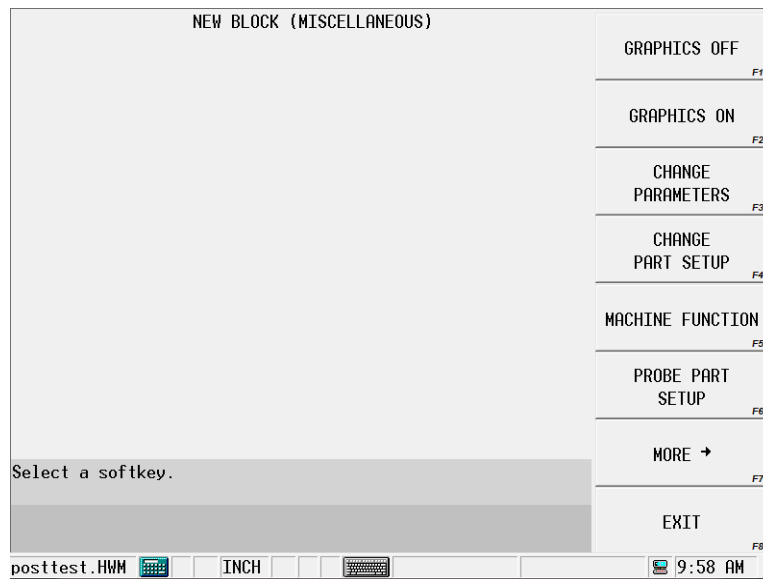 NEW BLOCK (MISCELLANEOUS)
GRAPHICS OFF
F1
GRAPHICS ON
F2
CHANGE
PARAMETERS
F3
CHANGE
PART SETUP
F4
MACHINE FUNCTION
F5
PROBE PART
SETUP
F6
MORE →
F7
EXIT
F8
Select a softkey.
posttest.HWM INCH 9:58 AM